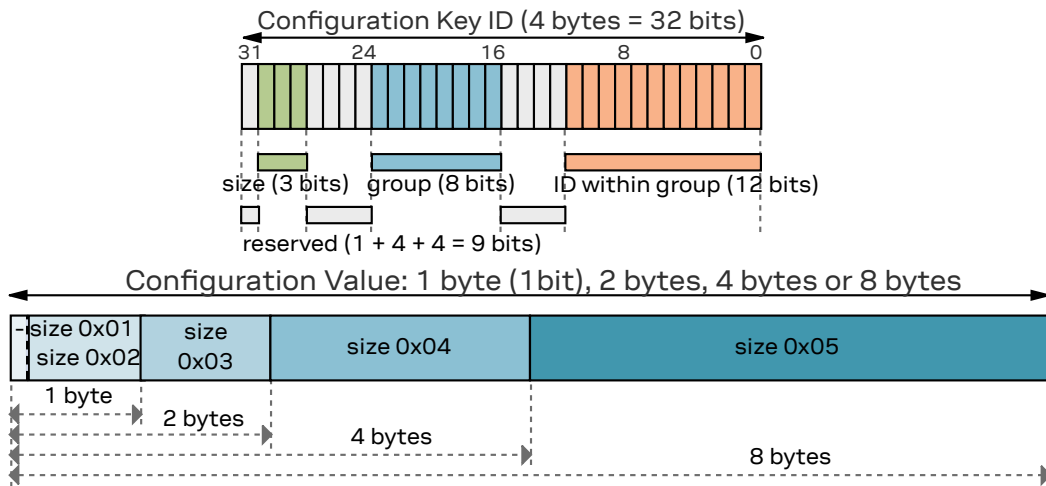 Configuration Key ID (4 bytes = 32 bits)
31 24 16 8 0
size (3 bits) group (8 bits) ID within group (12 bits)
reserved (1 + 4 + 4 = 9 bits)
Configuration Value: 1 byte (1bit), 2 bytes, 4 bytes or 8 bytes
- size 0x01
size 0x02
size
0x03
size 0x04
size 0x05
1 byte
2 bytes
4 bytes
8 bytes